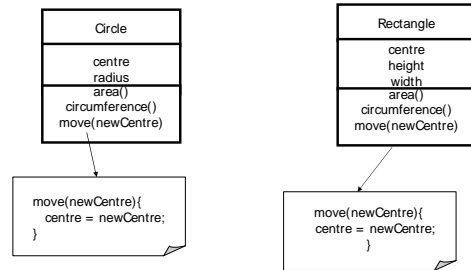 Circle
centre
radius
area()
circumference()
move(newCentre)
move(newCentre){
centre = newCentre;
}
Rectangle
centre
height
width
area()
circumference()
move(newCentre)
move(newCentre){
centre = newCentre;
}